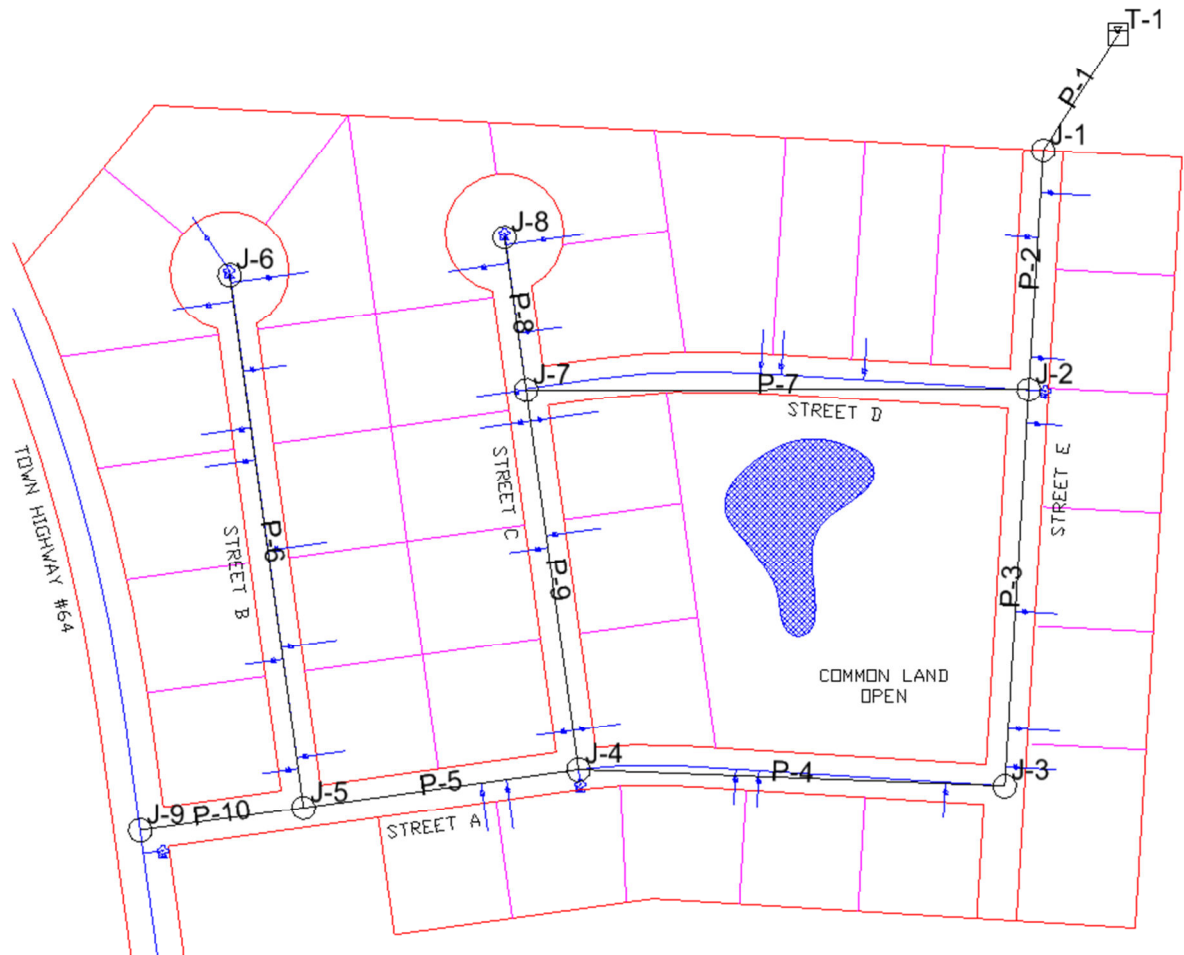 T-1
P-1
J-1
P-2
J-8
J-6
P-8
J-7
P-7
J-2
STREET D
TOWN HIGHWAY #64
STREET B
P-6
STREET C
P-9
STREET E
P-3
COMMON LAND
OPEN
J-4
P-4
J-3
P-5
J-5
J-9
P-10
STREET A